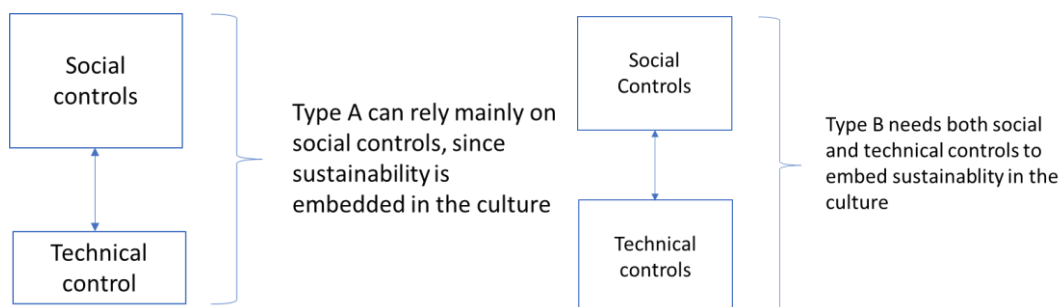 Social
controls
Technical
control
Type A can rely mainly on
social controls, since
sustainability is
embedded in the culture
Social
Controls
Technical
controls
Type B needs both social
and technical controls to
embed sustainablity in the
culture